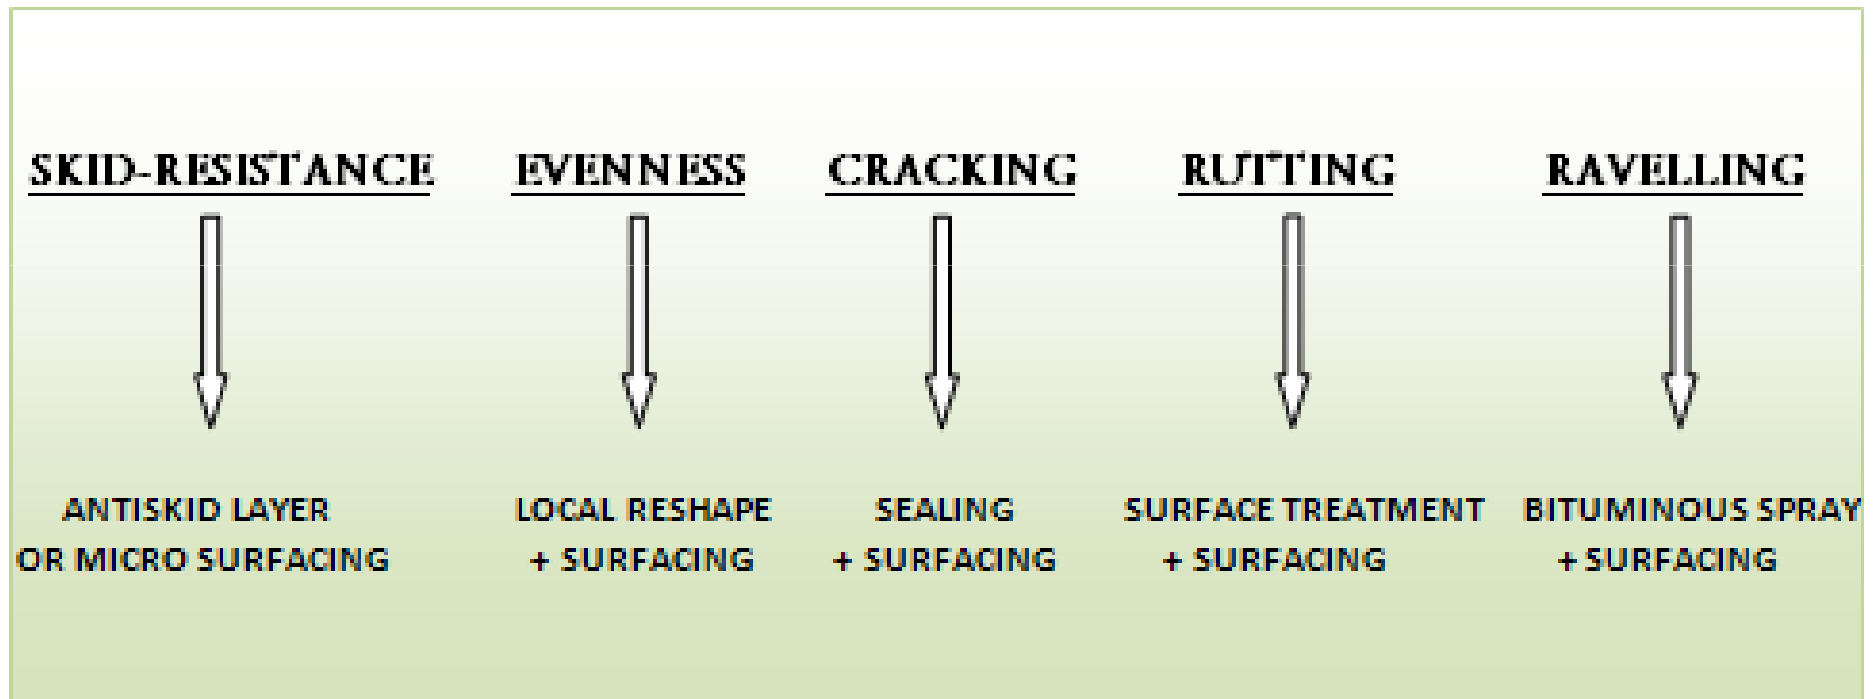 SKID-RESISTANCE
EVENNESS
CRACKING
RUTTING
RAVELLING
ANTISKID LAYER
OR MICRO SURFACING
LOCAL RESHAPE
+ SURFACING
SEALING
+ SURFACING
SURFACE TREATMENT
+ SURFACING
BITUMINOUS SPRAY
+ SURFACING